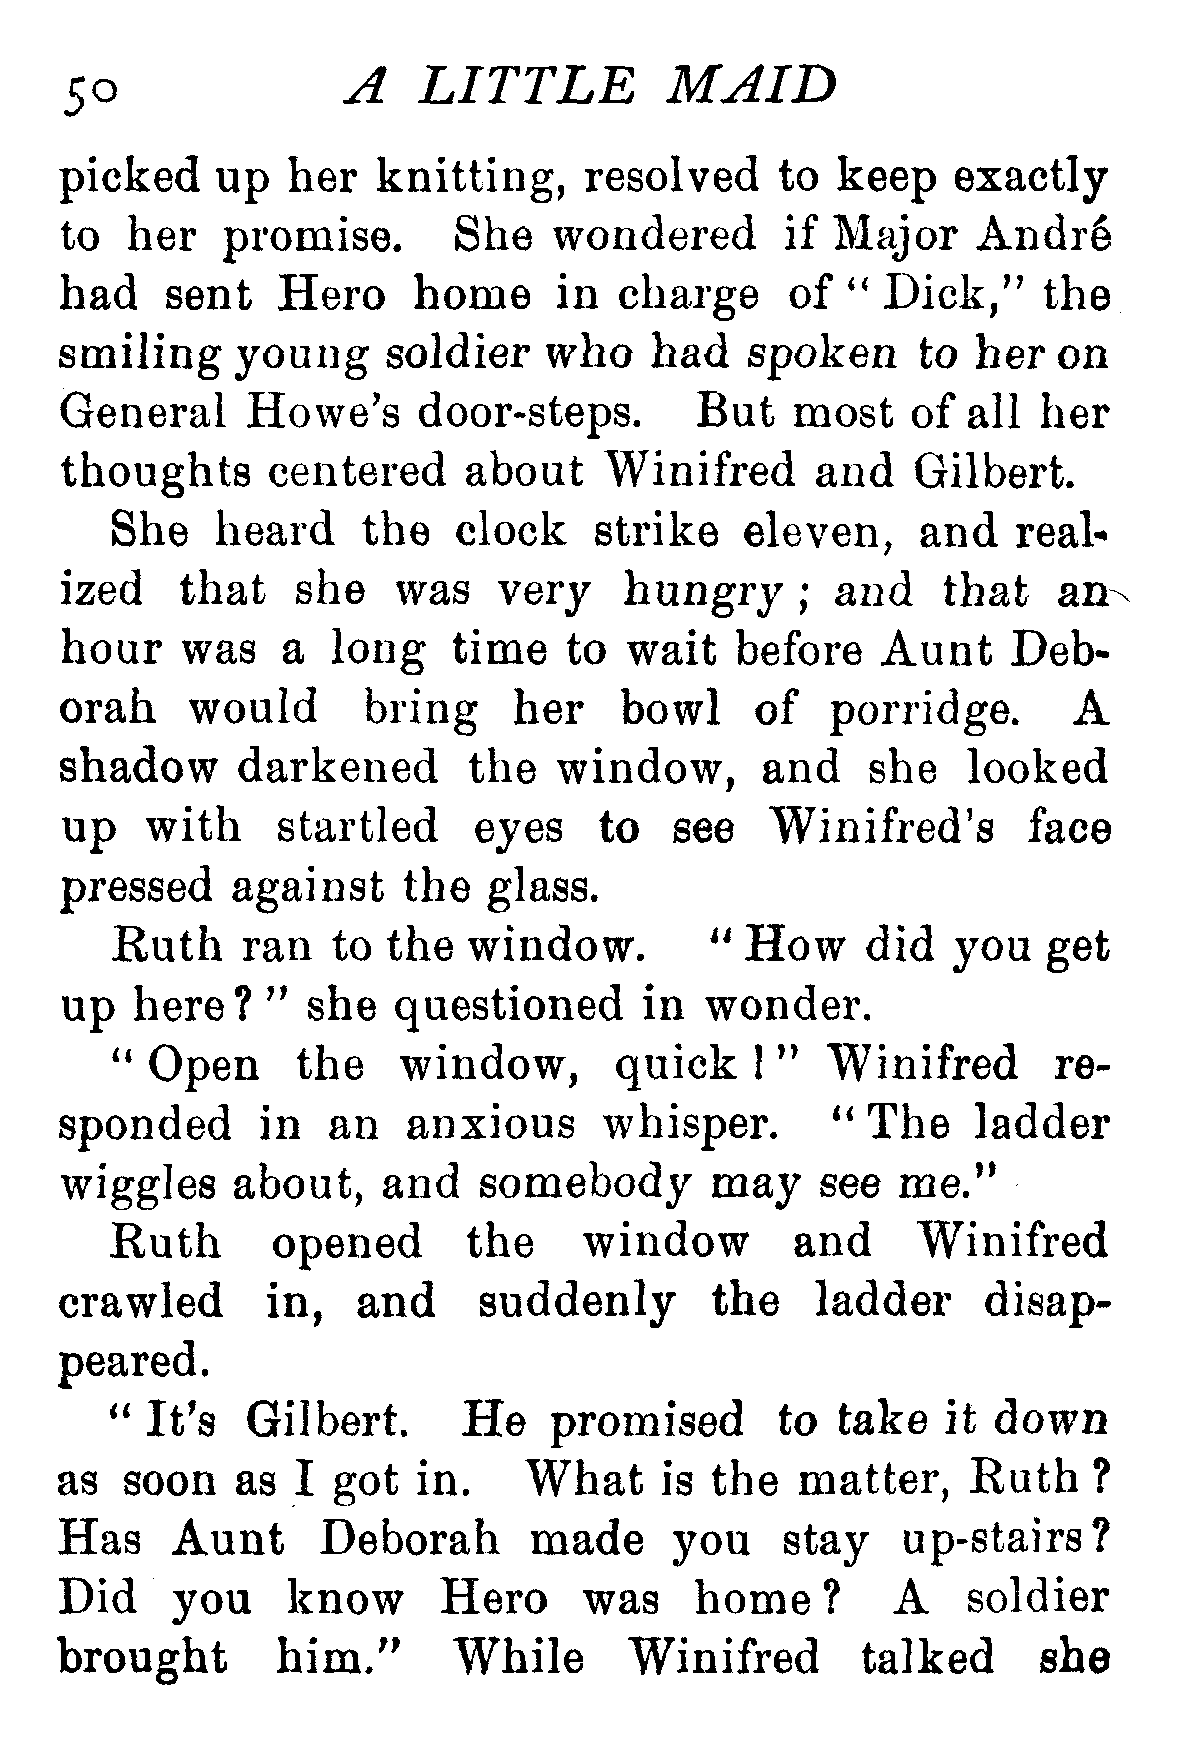 50 A LITTLE MAID
picked up her knitting, resolved to keep exactly
to her promise. She wondered if Major André
had sent Hero home in charge of “ Dick,” the
smiling young soldier who had spoken to her on
General Howe’s door-steps. But most of all her
thoughts centered about Winifred and Gilbert.
She heard the clock strike eleven, and real-
ized that she was very hungry ; and that an
hour was a long time to wait before Aunt Deb-
orah would bring her bowl of porridge. A
shadow darkened the window, and she looked
up with startled eyes to see Winifred’s face
pressed against the glass.
Ruth ran to the window. “ How did you get
up here ? ” she questioned in wonder.
“ Open the window, quick ! ” Winifred re-
sponded in an anxious whisper. “ The ladder
wiggles about, and somebody may see me.”
Ruth opened the window and Winifred
crawled in, and suddenly the ladder disap-
peared.
“ It’s Gilbert. He promised to take it down
as soon as I got in. What is the matter, Ruth ?
Has Aunt Deborah made you stay up-stairs ?
Did you know Hero was home ? A soldier
brought him.” While Winifred talked she